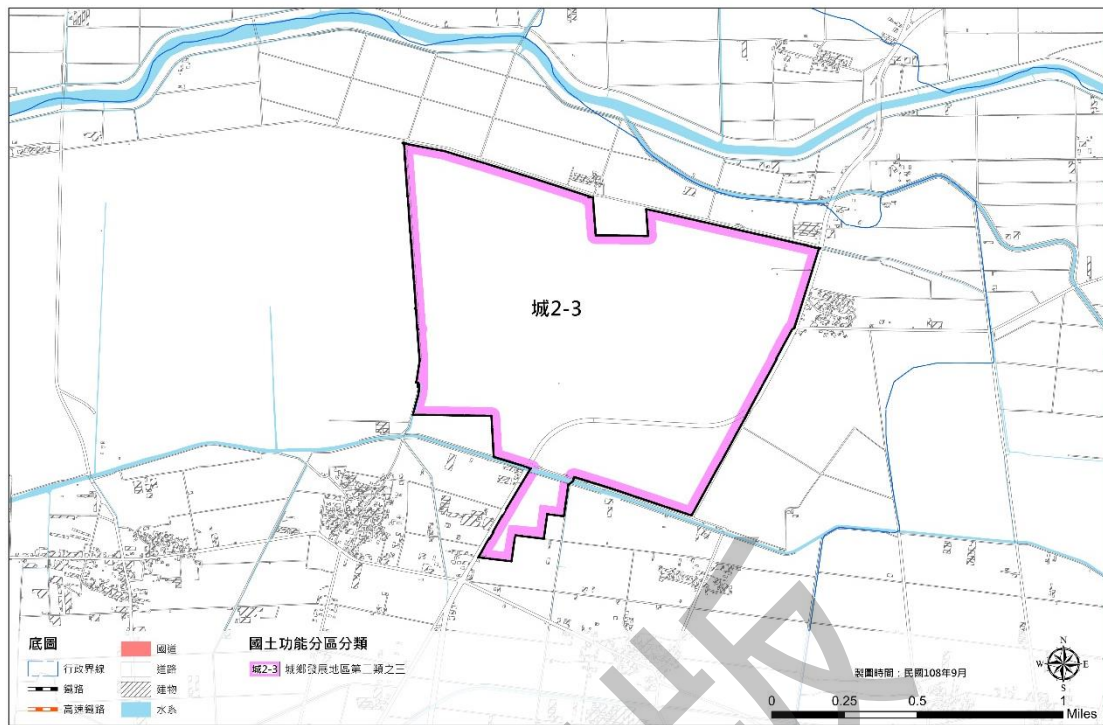 城2-3
底圖
行政界線
鐵路
高速鐵路
國道
道路
建物
水系
國土功能分區分類
城2-3 城鄉發展地區第二類之三
N
W E
S
製圖時間：民國108年9月
0 0.25 0.5 1
Miles